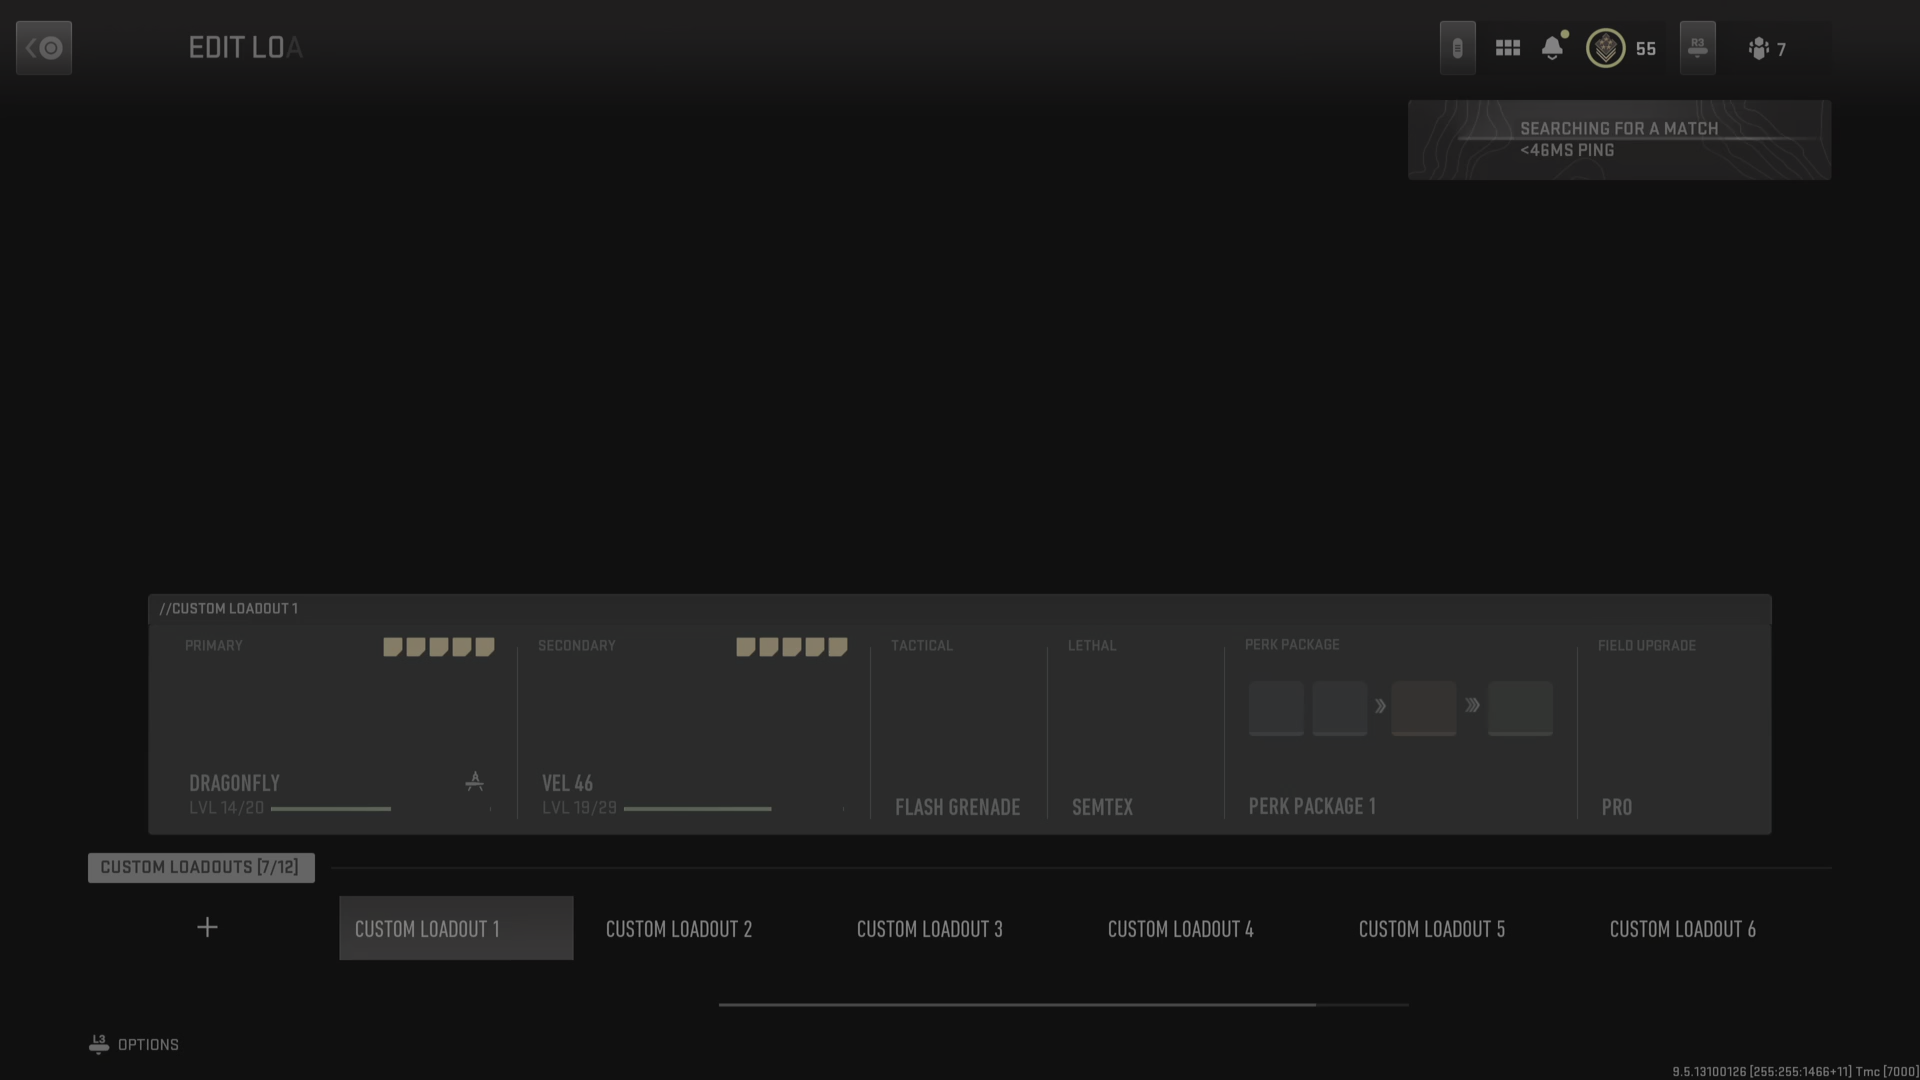 EDIT LOA
55
R3
7
SEARCHING FOR A MATCH
<46MS PING
//CUSTOM LOADOUT 1
PRIMARY
SECONDARY
TACTICAL
LETHAL
PERK PACKAGE
FIELD UPGRADE
DRAGONFLY
LVL 14/20
VEL 46
LVL 19/29
FLASH GRENADE
SEMTEX
PERK PACKAGE 1
PRO
CUSTOM LOADOUTS [7/12]
+
CUSTOM LOADOUT 1
CUSTOM LOADOUT 2
CUSTOM LOADOUT 3
CUSTOM LOADOUT 4
CUSTOM LOADOUT 5
CUSTOM LOADOUT 6
L3
OPTIONS
9.5.13100126 [255:255:1466+11] Tmc [7000]